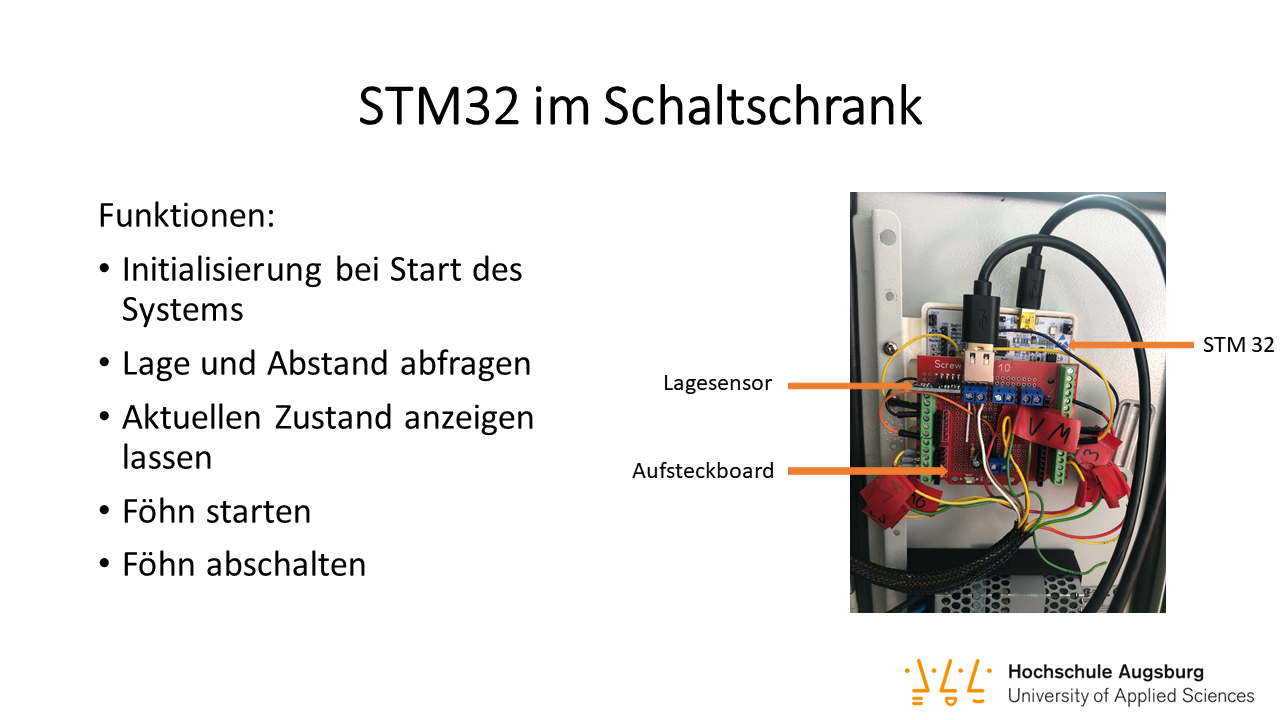 STM32 im Schaltschrank
Funktionen:
• Initialisierung bei Start des
Systems
• Lage und Abstand abfragen
• Aktuellen Zustand anzeigen
lassen
• Föhn starten
• Föhn abschalten
STM 32
Lagesensor
Aufsteckboard
Screw
10
VM
3
Hochschule Augsburg
University of Applied Sciences